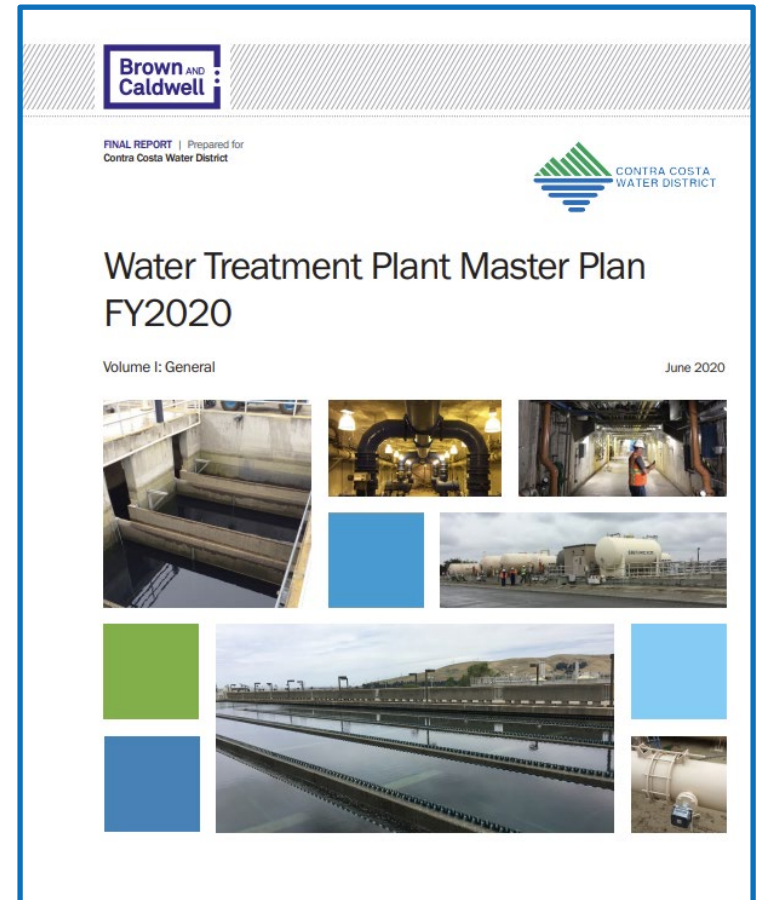 Brown AND
Caldwell
FINAL REPORT | Prepared for
Contra Costa Water District
CONTRA COSTA
WATER DISTRICT
Water Treatment Plant Master Plan
FY2020
Volume I: General
June 2020